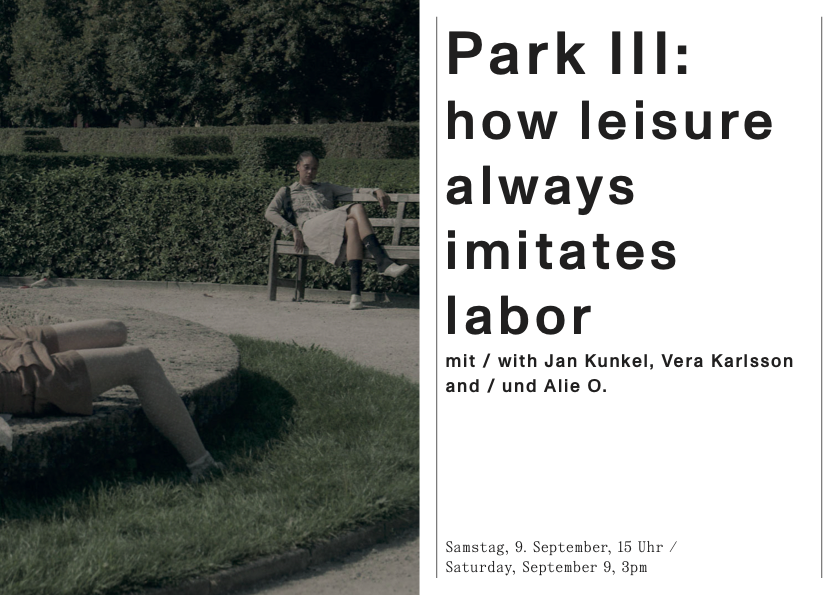 Park III:
how leisure
always
imitates
labor
mit / with Jan Kunkel, Vera Karlsson
and / und Alie O.
Samstag, 9. September, 15 Uhr /
Saturday, September 9, 3pm